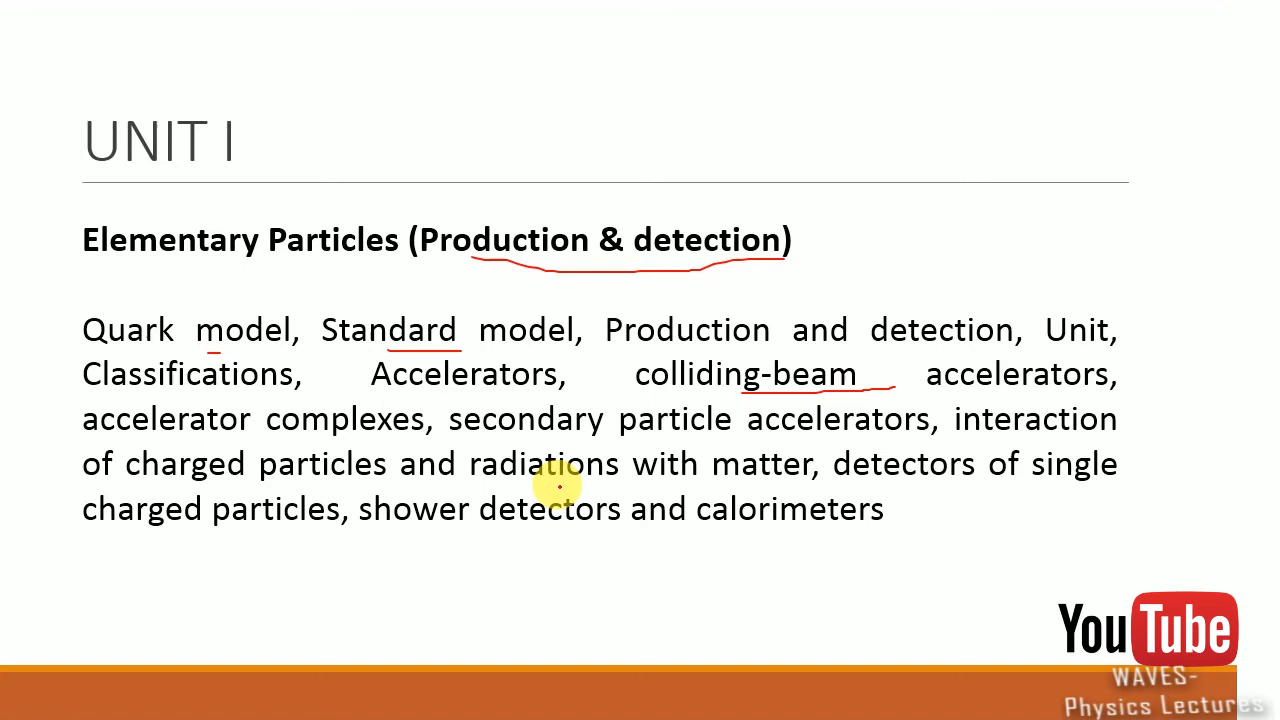 UNIT I
Elementary Particles (Production & detection)
Quark model, Standard model, Production and detection, Unit,
Classifications, Accelerators, colliding-beam accelerators,
accelerator complexes, secondary particle accelerators, interaction
of charged particles and radiations with matter, detectors of single
charged particles, shower detectors and calorimeters
YouTube
WAVES-
Physics Lectures